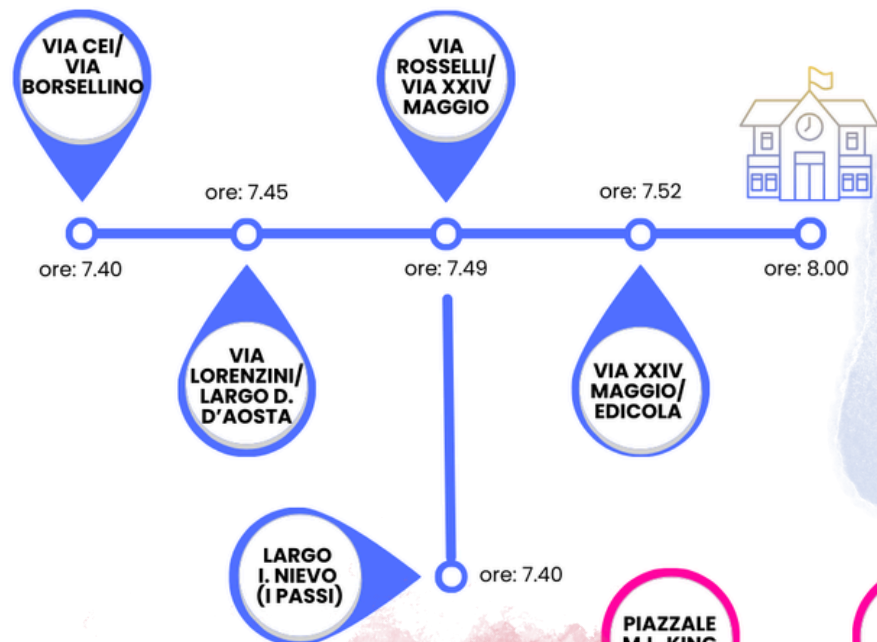 VIA CEI/
VIA
BORSELLINO
VIA
ROSSELLI/
VIA XXIV
MAGGIO
ore: 7.45
ore: 7.52
ore: 7.40
ore: 7.49
ore: 8.00
VIA
LORENZINI/
LARGO D.
D'AOSTA
VIA XXIV
MAGGIO/
EDICOLA
LARGO
I. NIEVO
(I PASSI)
ore: 7.40
PIAZZALE
M.L. KING